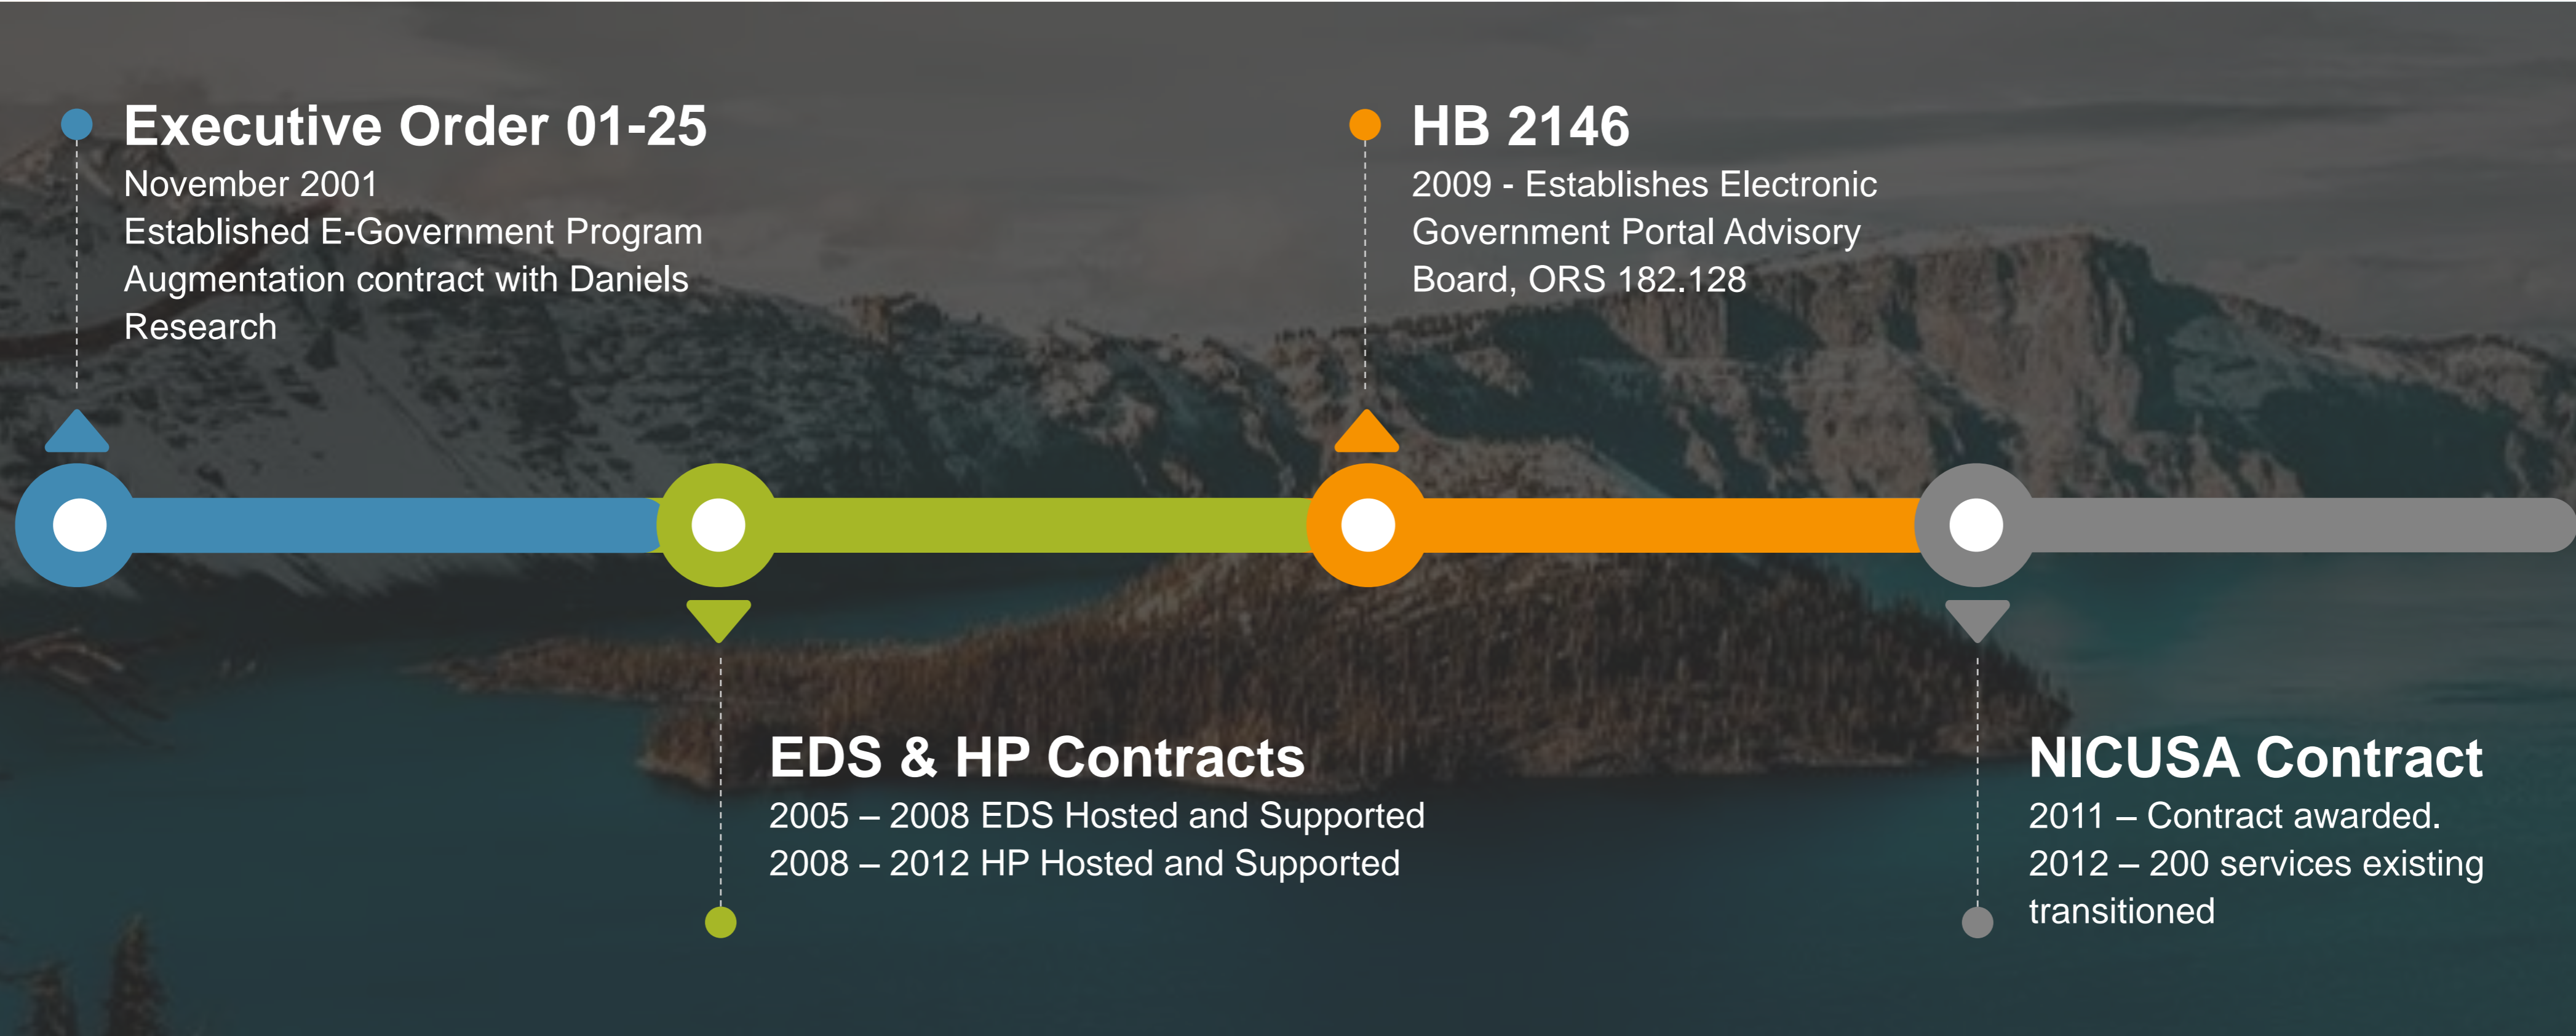 Executive Order 01-25
November 2001
Established E-Government Program
Augmentation contract with Daniels
Research
EDS & HP Contracts
2005 – 2008 EDS Hosted and Supported
2008 – 2012 HP Hosted and Supported
HB 2146
2009 - Establishes Electronic
Government Portal Advisory
Board, ORS 182.128
NICUSA Contract
2011 – Contract awarded.
2012 – 200 services existing
transitioned